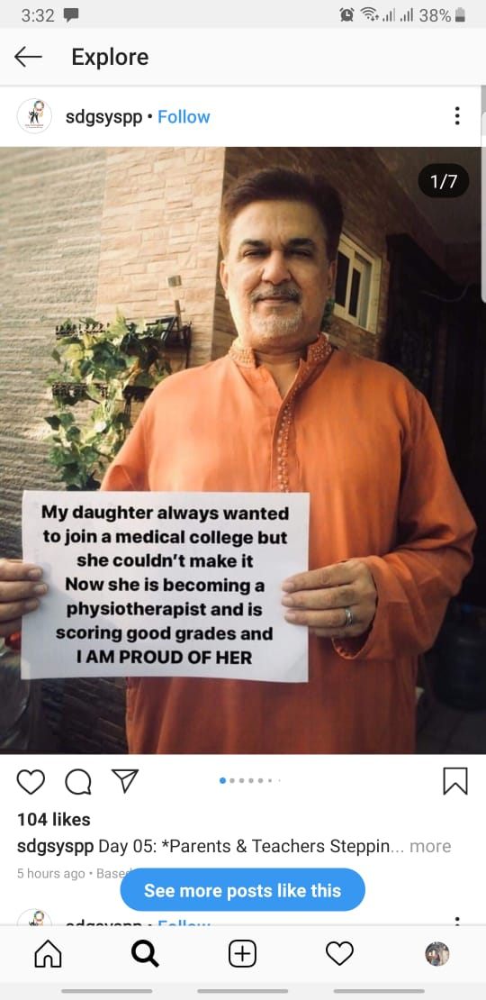 3:32
38%
Explore
sdgsyspp • Follow
1/7
My daughter always wanted
to join a medical college but
she couldn't make it
Now she is becoming a
physiotherapist and is
scoring good grades and
I AM PROUD OF HER
104 likes
sdgsyspp Day 05: *Parents & Teachers Steppin... more
5 hours ago • Based
See more posts like this
sdgsyspp • Follow